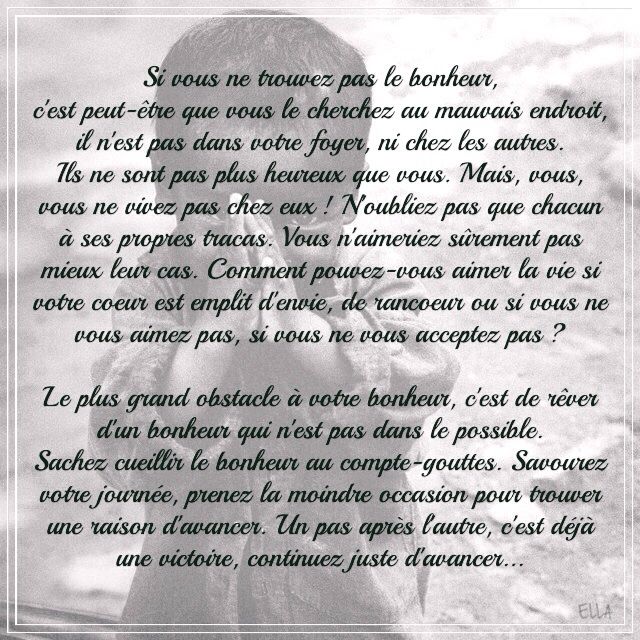 Si vous ne trouvez pas le bonheur,
c'est peut-être que vous le cherchez au mauvais endroit,
il n'est pas dans votre foyer, ni chez les autres.
Ils ne sont pas plus heureux que vous. Mais, vous,
vous ne vivez pas chez eux ! N'oubliez pas que chacun
à ses propres tracas. Vous n'aimeriez sûrement pas
mieux leur cas. Comment pouvez-vous aimer la vie si
votre coeur est emplit d'envie, de rancoeur ou si vous ne
vous aimez pas, si vous ne vous acceptez pas ?
Le plus grand obstacle à votre bonheur, c'est de rêver
d'un bonheur qui n'est pas dans le possible.
Sachez cueillir le bonheur au compte-gouttes. Savourez
votre journée, prenez la moindre occasion pour trouver
une raison d'avancer. Un pas après l'autre, c'est déjà
une victoire, continuez juste d'avancer...
ELLA